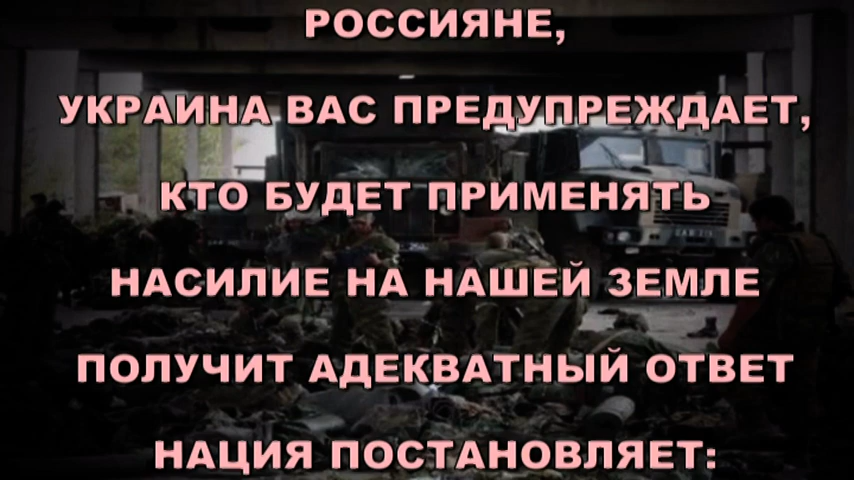 РОССИЯНЕ,
УКРАИНА ВАС ПРЕДУПРЕЖДАЕТ,
КТО БУДЕТ ПРИМЕНЯТЬ
НАСИЛИЕ НА НАШЕЙ ЗЕМЛЕ
ПОЛУЧИТ АДЕКВАТНЫЙ ОТВЕТ
НАЦИЯ ПОСТАНОВЛЯЕТ: